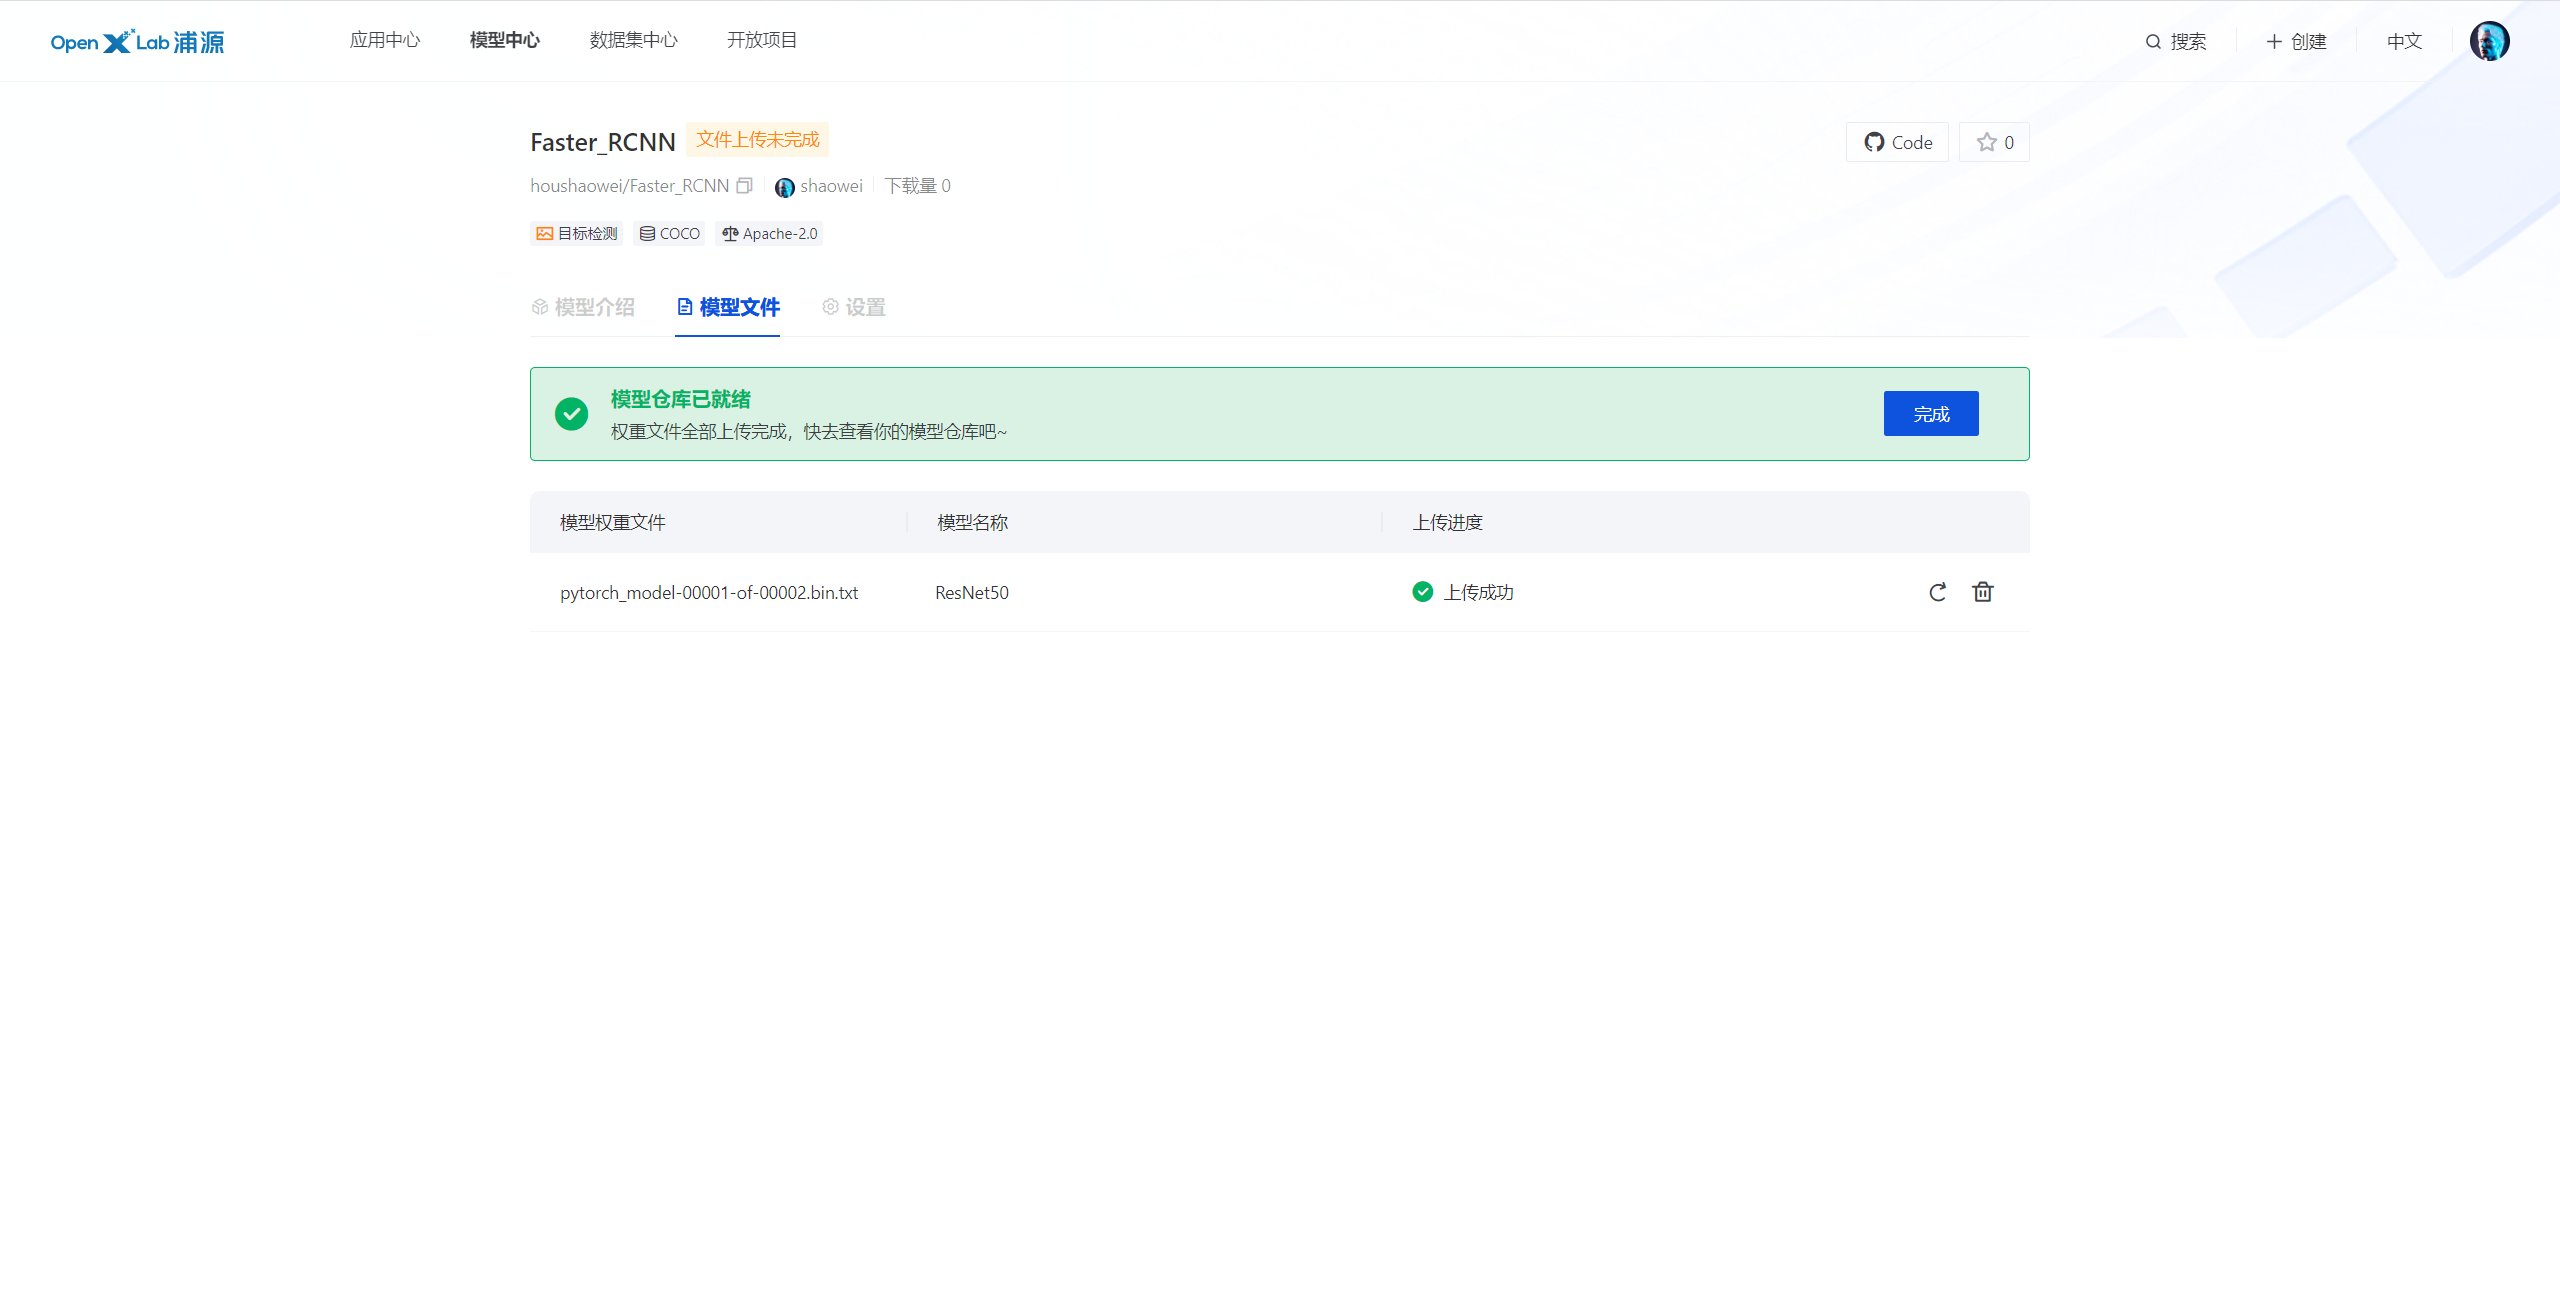 Open X Lab 浦源
应用中心 模型中心 数据集中心 开放项目 搜索 创建 中文
Faster_RCNN 文件上传未完成 Code 0
houshaowei/Faster_RCNN shaowei 下载量 0
目标检测 COCO Apache-2.0
模型介绍 模型文件 设置
模型仓库已就绪
权重文件全部上传完成，快去查看你的模型仓库吧~
完成
模型权重文件 模型名称 上传进度
pytorch_model-00001-of-00002.bin.txt ResNet50 上传成功